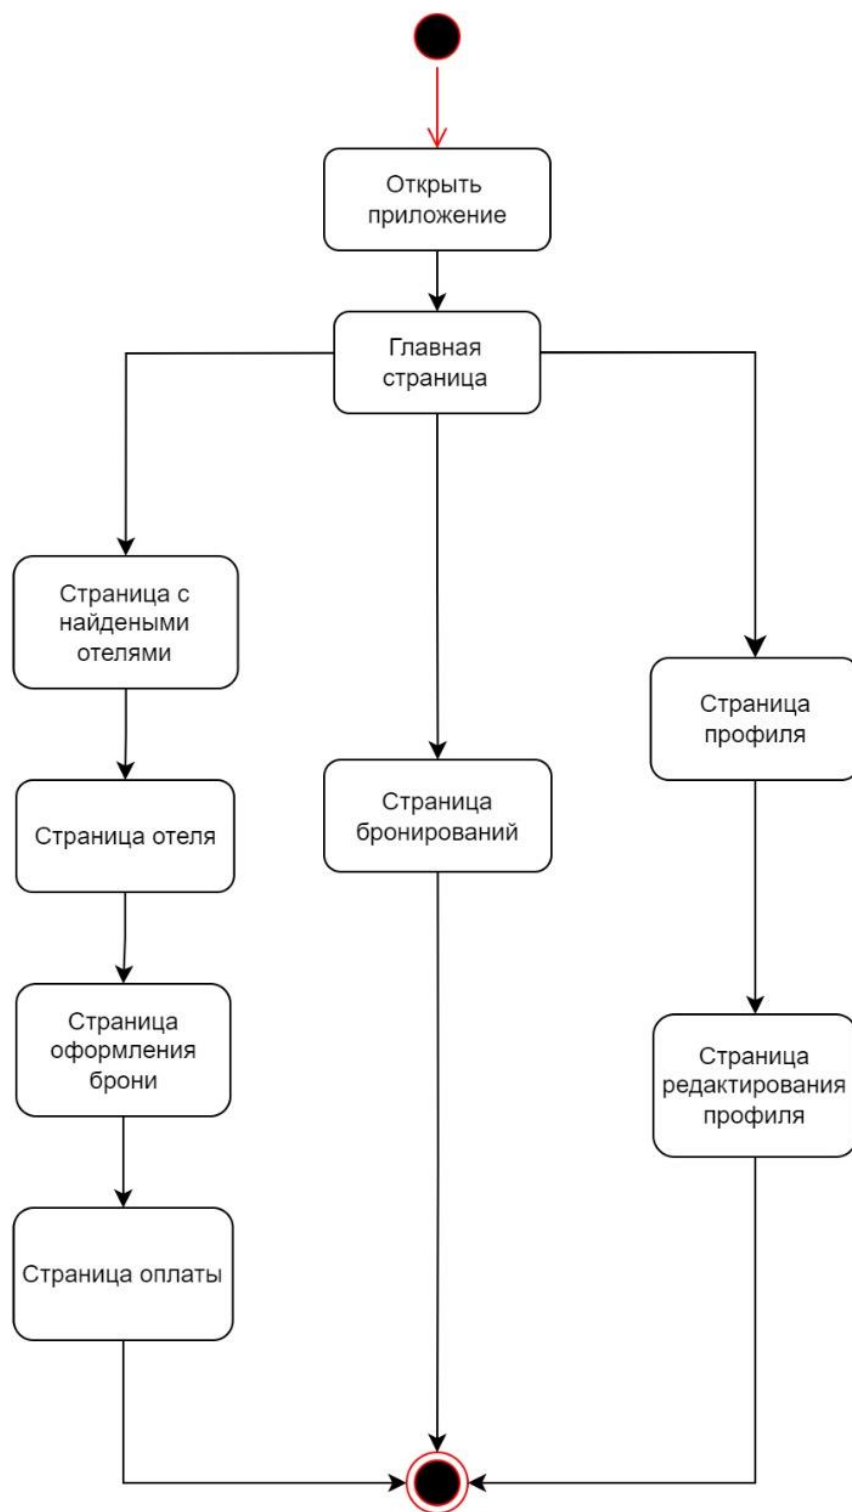 Открыть
приложение
Главная
страница
Страница с
найдеными
отелями
Страница отеля
Страница
оформления
брони
Страница оплаты
Страница
бронирований
Страница
профиля
Страница
редактирования
профиля